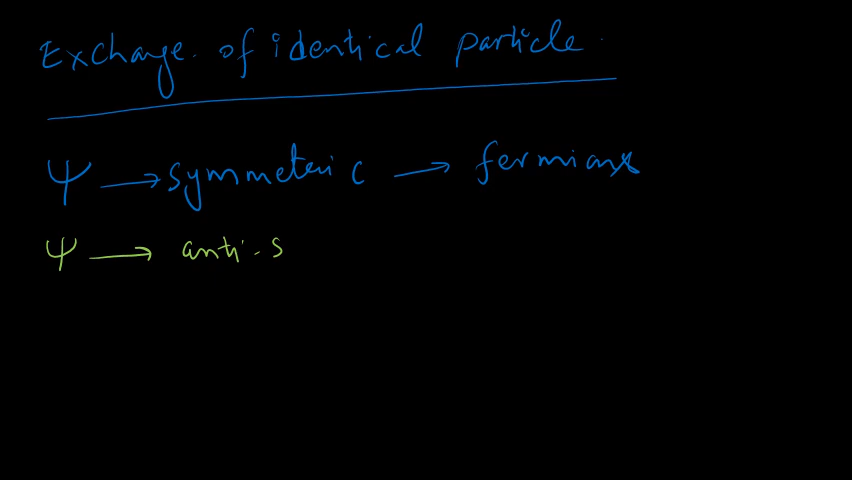 Exchange of identical particle
Ψ → symmetric → fermions
Ψ → anti-s